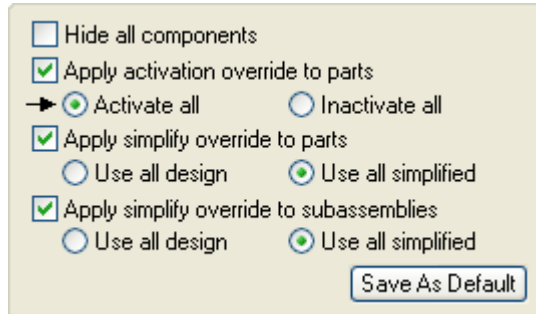 Hide all components
Apply activation override to parts
Activate all Inactivate all
Apply simplify override to parts
Use all design Use all simplified
Apply simplify override to subassemblies
Use all design Use all simplified
Save As Default